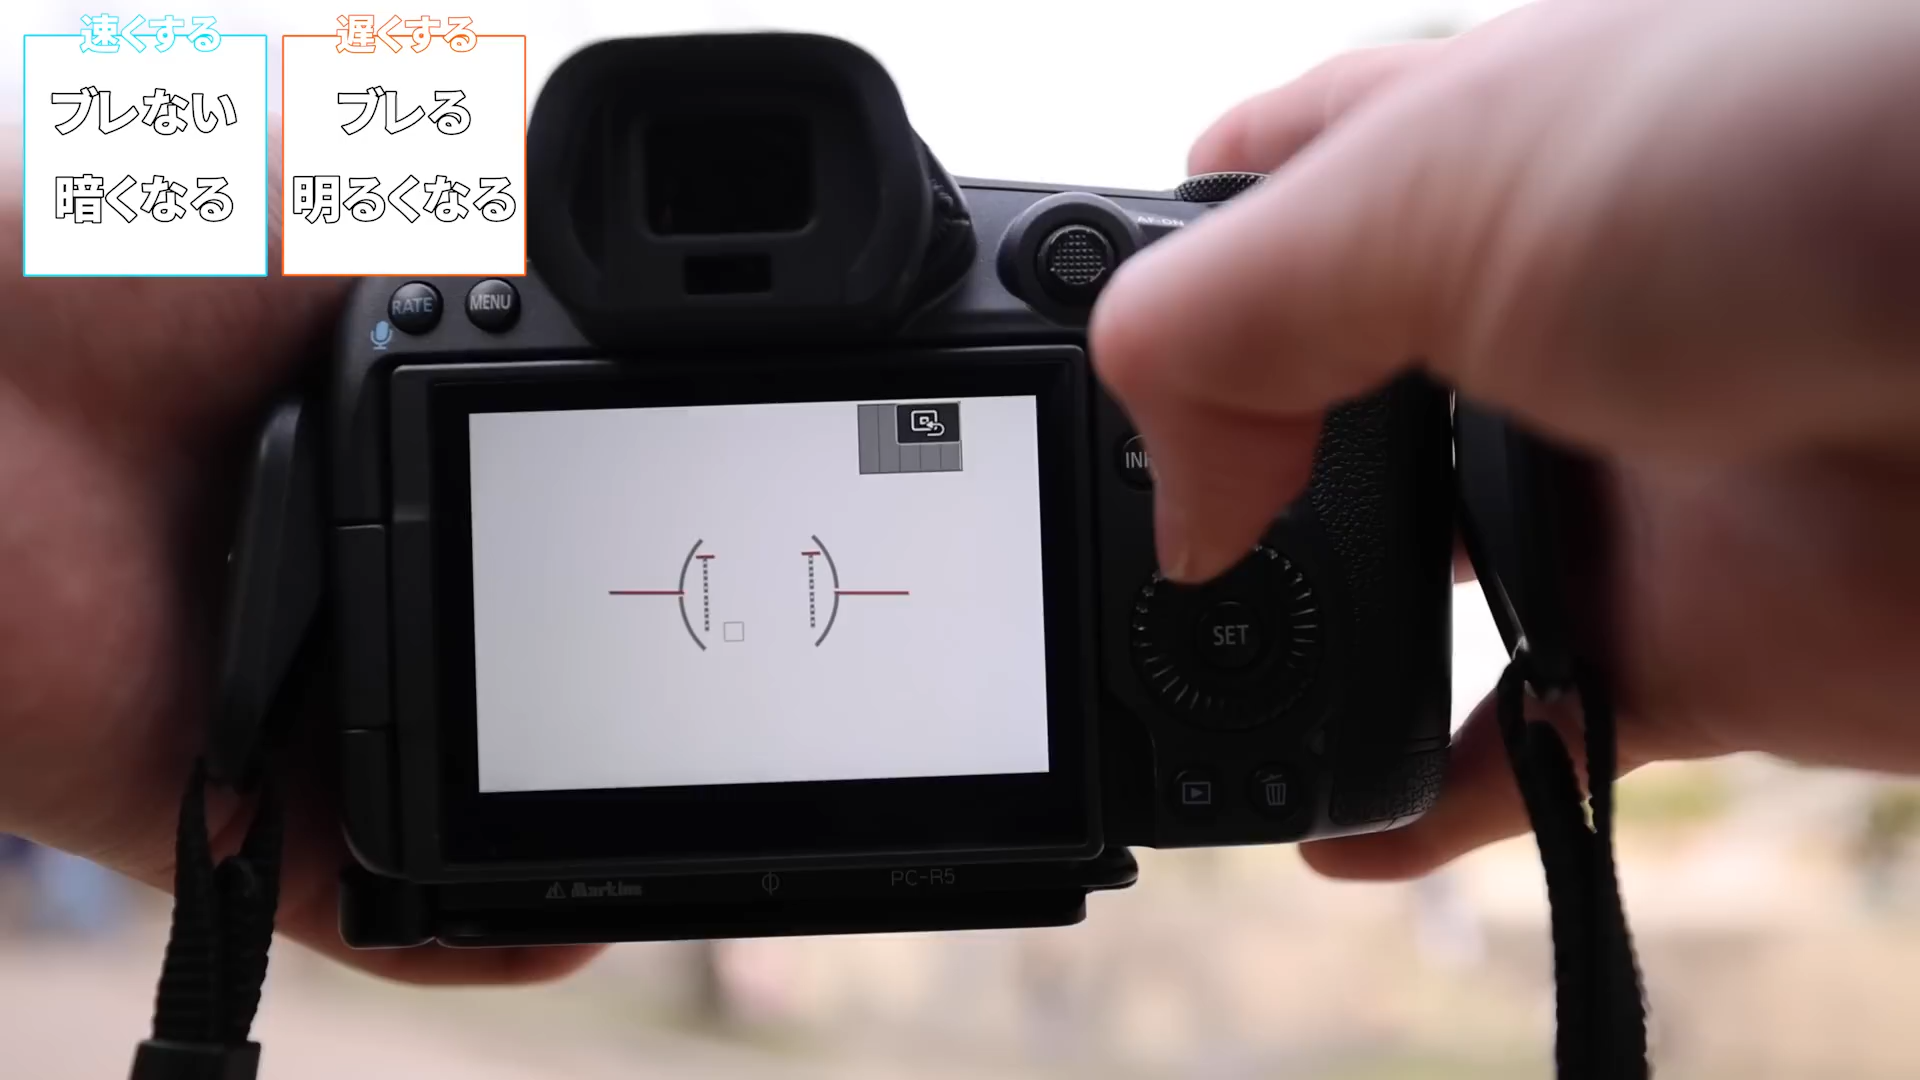 速くする
ブレない
暗くなる
遅くする
ブレる
明るくなる
AF-ON
RATE
MENU
SET
Markins
PC-R5